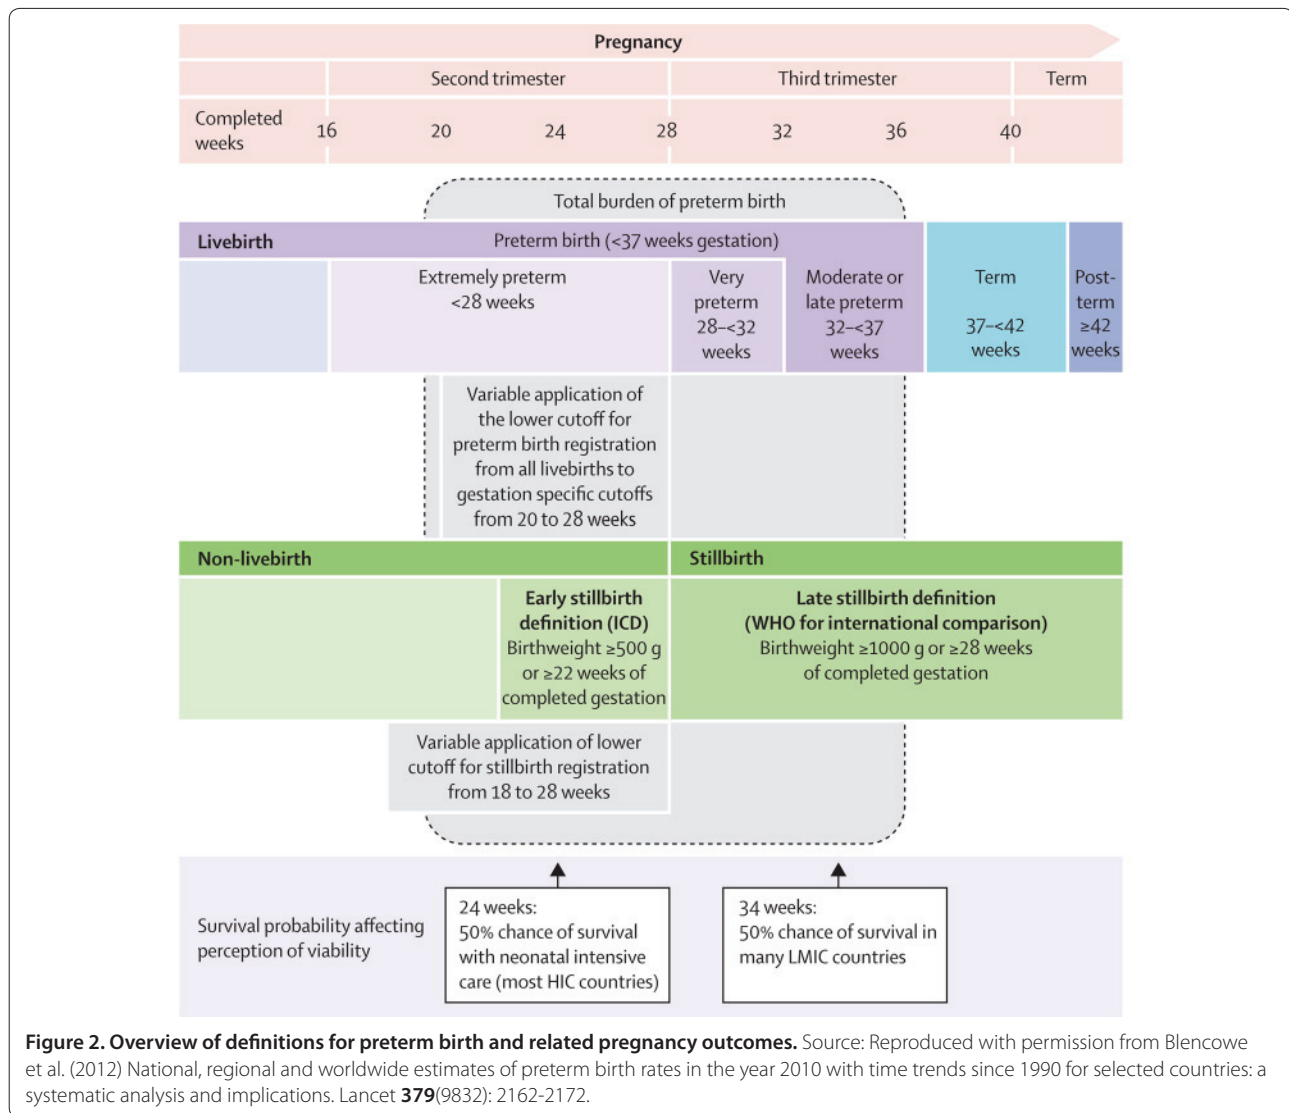 Pregnancy
Second trimester
Third trimester
Term
Completed
weeks
16
20
24
28
32
36
40
Total burden of preterm birth
Livebirth
Preterm birth (<37 weeks gestation)
Extremely preterm
<28 weeks
Very
preterm
28–<32
weeks
Moderate or
late preterm
32–<37
weeks
Term
37–<42
weeks
Post-
term
≥42
weeks
Variable application of
the lower cutoff for
preterm birth registration
from all livebirths to
gestation specific cutoffs
from 20 to 28 weeks
Non-livebirth
Stillbirth
Early stillbirth
definition (ICD)
Birthweight ≥500 g
or ≥22 weeks of
completed gestation
Late stillbirth definition
(WHO for international comparison)
Birthweight ≥1000 g or ≥28 weeks
of completed gestation
Variable application of lower
cutoff for stillbirth registration
from 18 to 28 weeks
Survival probability affecting
perception of viability
24 weeks:
50% chance of survival
with neonatal intensive
care (most HIC countries)
34 weeks:
50% chance of survival in
many LMIC countries
Figure 2. Overview of definitions for preterm birth and related pregnancy outcomes. Source: Reproduced with permission from Blencowe
et al. (2012) National, regional and worldwide estimates of preterm birth rates in the year 2010 with time trends since 1990 for selected countries: a
systematic analysis and implications. Lancet 379(9832): 2162-2172.